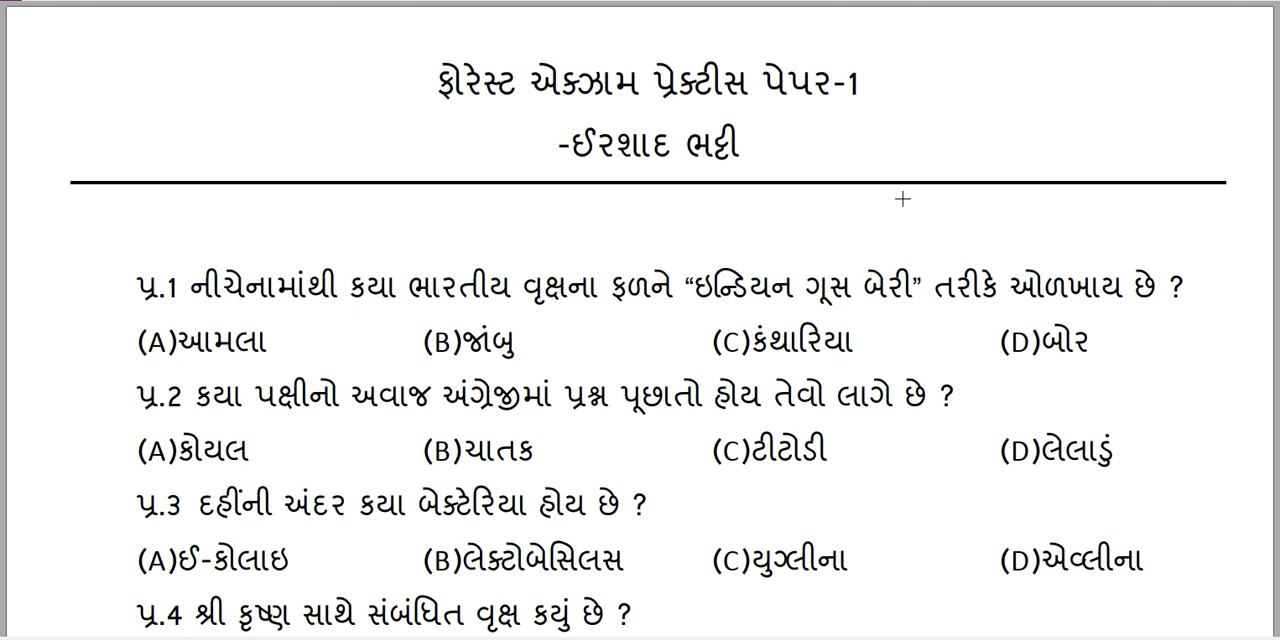 ફોરેસ્ટ એક્ઝામ પ્રેક્ટીસ પેપર-1
-ઈરશાદ ભટ્ટી
પ્ર.1 નીચેનામાંથી કયા ભારતીય વૃક્ષના ફળને “ઇન્ડિયન ગૂસ બેરી” તરીકે ઓળખાય છે ?
(A)આમલા (B)જાંબુ (C)કંથારિયા (D)બોર
પ્ર.2 કયા પક્ષીનો અવાજ અંગ્રેજીમાં પ્રશ્ન પૂછાતો હોય તેવો લાગે છે ?
(A)કોયલ (B)ચાતક (C)ટીટોડી (D)લેલાડું
પ્ર.3 દહીંની અંદર કયા બેક્ટેરિયા હોય છે ?
(A)ઈ-કોલાઇ (B)લેક્ટોબેસિલસ (C)યુગ્લીના (D)એવ્લીના
પ્ર.4 શ્રી કૃષ્ણ સાથે સંબંધિત વૃક્ષ કયું છે ?